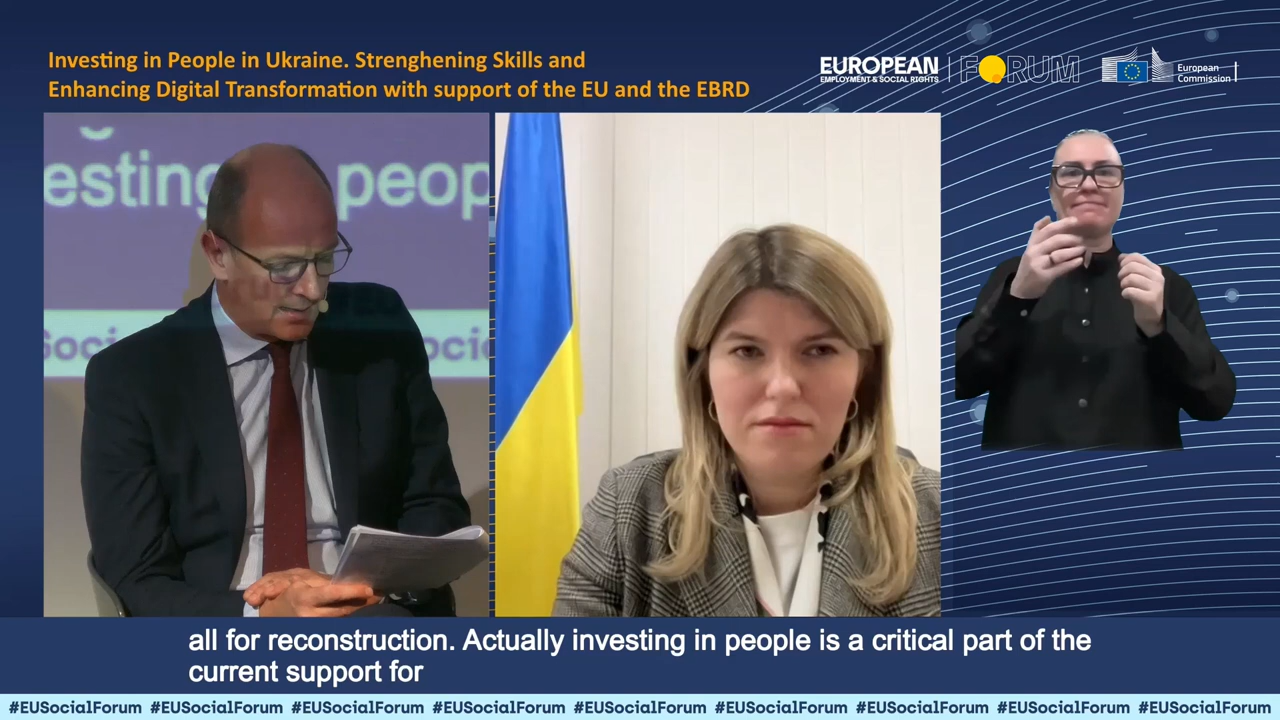 Investing in People in Ukraine. Strenghening Skills and
Enhancing Digital Transformation with support of the EU and the EBRD
EUROPEAN
EMPLOYMENT & SOCIAL RIGHTS
FORUM
European
Commission
esting
peop
Soci
ocia
all for reconstruction. Actually investing in people is a critical part of the
current support for
#EUSocialForum #EUSocialForum #EUSocialForum #EUSocialForum #EUSocialForum #EUSocialForum #EUSocialForum #EUSocialForum #EUSocialForum